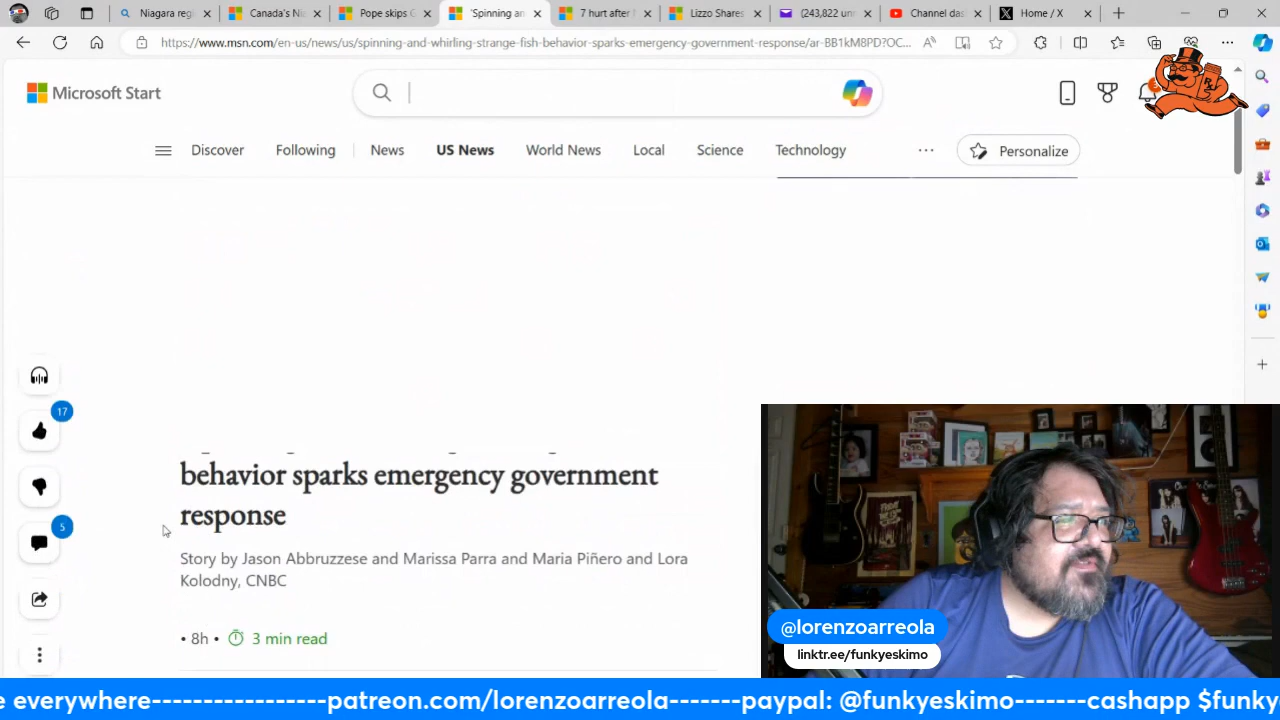 Niagara reg
Canada's Nia
Pope skips G
'Spinning an
7 hurt after N
Lizzo Shares
(243,822 unr
Channel das
Home / X
https://www.msn.com/en-us/news/us/spinning-and-whirling-strange-fish-behavior-sparks-emergency-government-response/ar-BB1kM8PD?OC...
Microsoft Start
Discover
Following
News
US News
World News
Local
Science
Technology
Personalize
17
behavior sparks emergency government
response
5
Story by Jason Abbruzzese and Marissa Parra and Maria Piñero and Lora
Kolodny, CNBC
• 8h • 3 min read
@lorenzoarreola
linktr.ee/funkyeskimo
e everywhere-----------------patreon.com/lorenzoarreola-------paypal: @funkyeskimo-------cashapp $funky